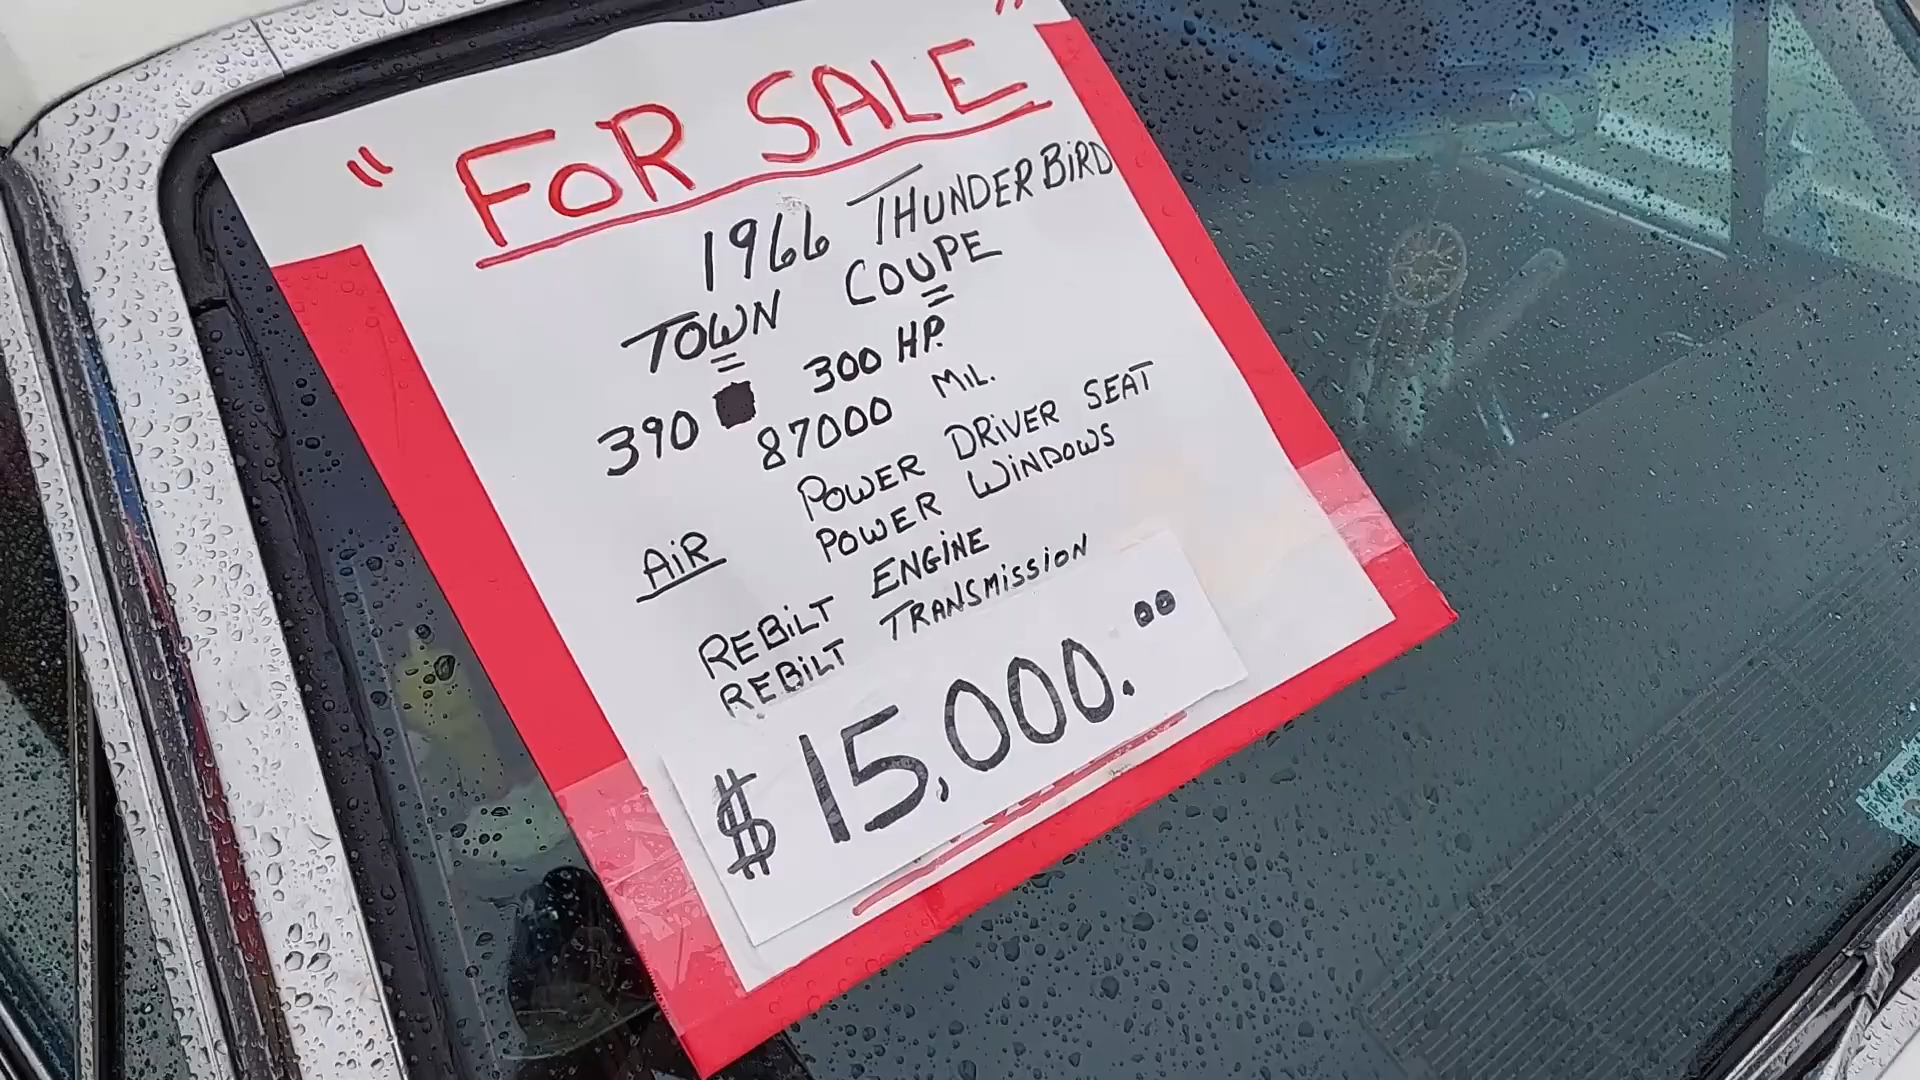 "FOR SALE"
1966 THUNDERBIRD
TOWN COUPE
390 300 HP.
87000 MIL.
POWER DRIVER SEAT
AIR POWER WINDOWS
REBILT ENGINE
REBILT TRANSMISSION
$15,000.00